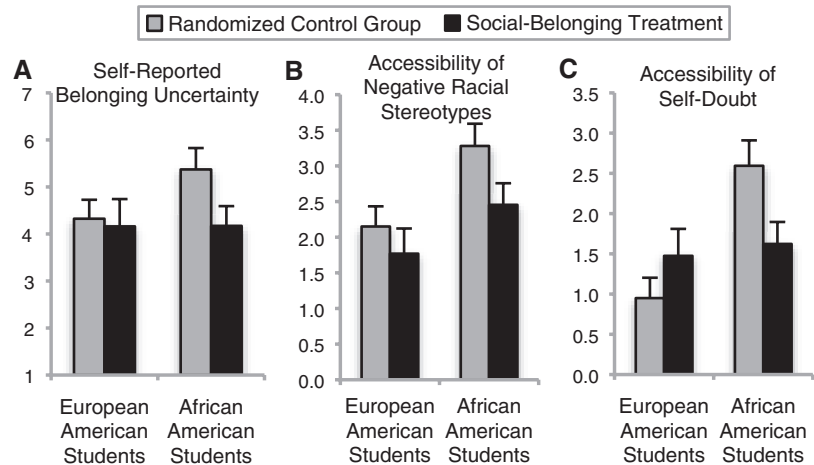 Randomized Control Group Social-Belonging Treatment
A
Self-Reported
Belonging Uncertainty
7
6
5
4
3
2
1
European
American
Students
African
American
Students
B
Accessibility of
Negative Racial
Stereotypes
4.0
3.5
3.0
2.5
2.0
1.5
1.0
0.5
0.0
European
American
Students
African
American
Students
C
Accessibility of
Self-Doubt
3.5
3.0
2.5
2.0
1.5
1.0
0.5
0.0
European
American
Students
African
American
Students